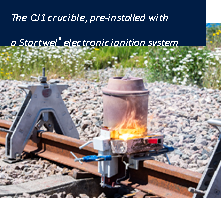 The CJ1 crucible, pre-installed with
a Startwel® electronic ignition system